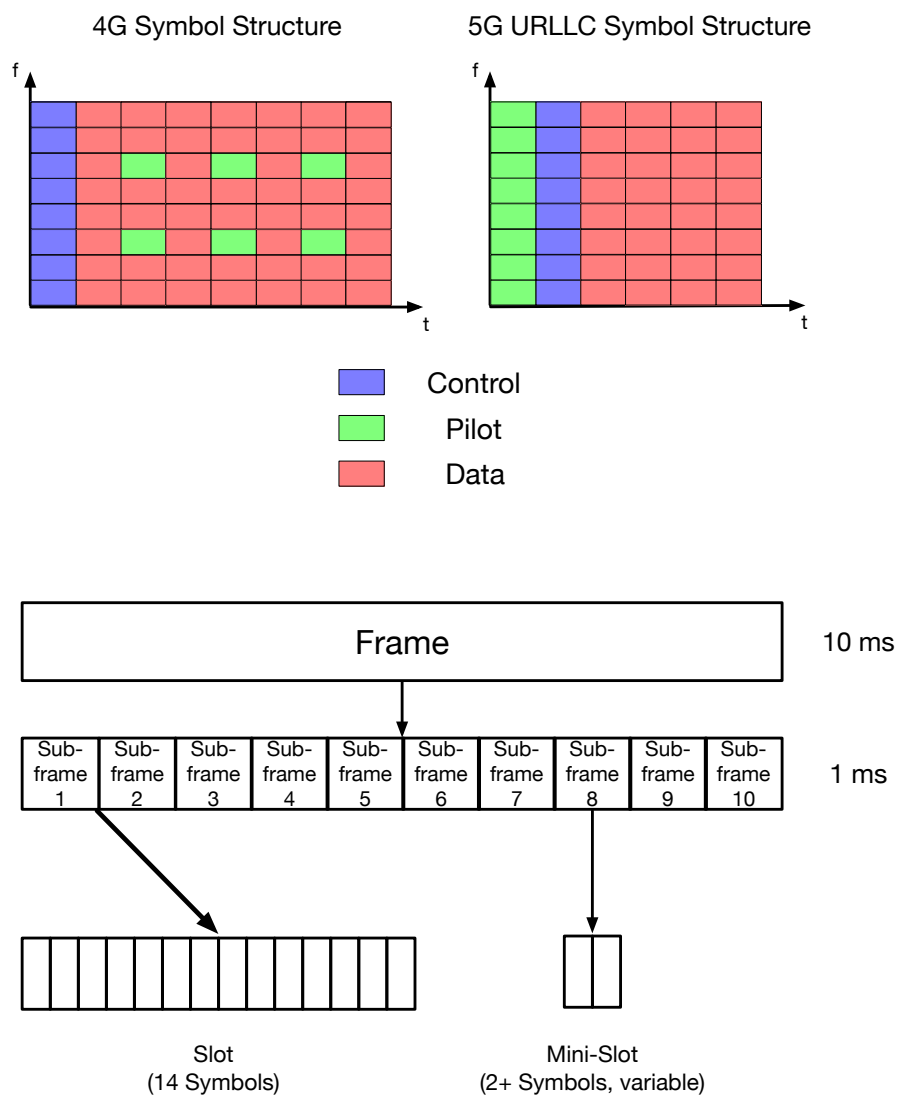 4G Symbol Structure
5G URLLC Symbol Structure
f
t
f
t
Control
Pilot
Data
Frame
10 ms
Sub-
frame
1
Sub-
frame
2
Sub-
frame
3
Sub-
frame
4
Sub-
frame
5
Sub-
frame
6
Sub-
frame
7
Sub-
frame
8
Sub-
frame
9
Sub-
frame
10
1 ms
Slot
(14 Symbols)
Mini-Slot
(2+ Symbols, variable)